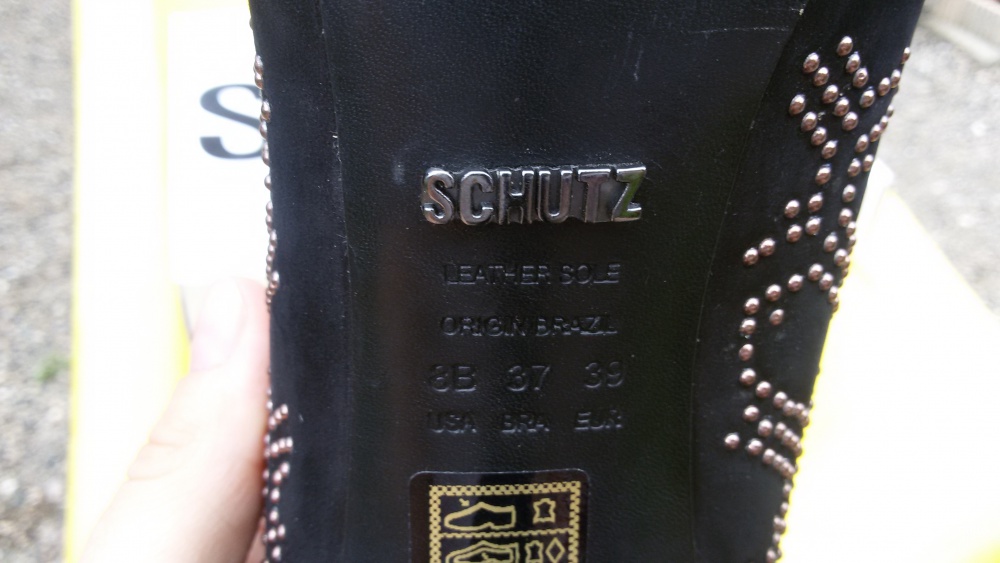 S
SCHUTZ
LEATHER SOLE
ORIGIN BRAZIL
8B 37 39
USA BRA EUR